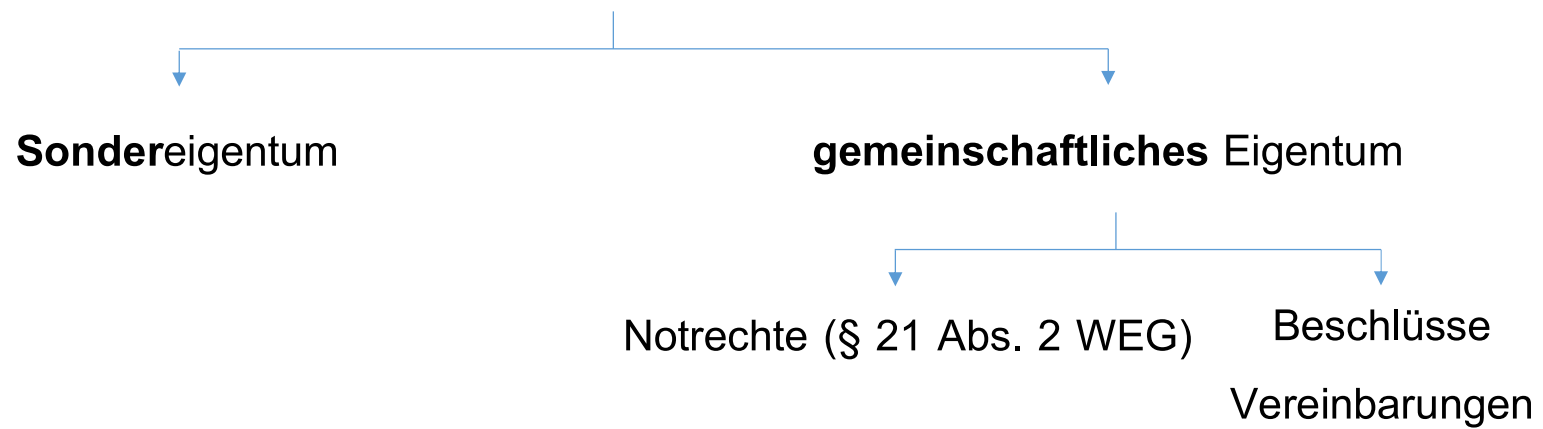 Sondereigentum
gemeinschaftliches Eigentum
Notrechte (§ 21 Abs. 2 WEG)
Beschlüsse
Vereinbarungen